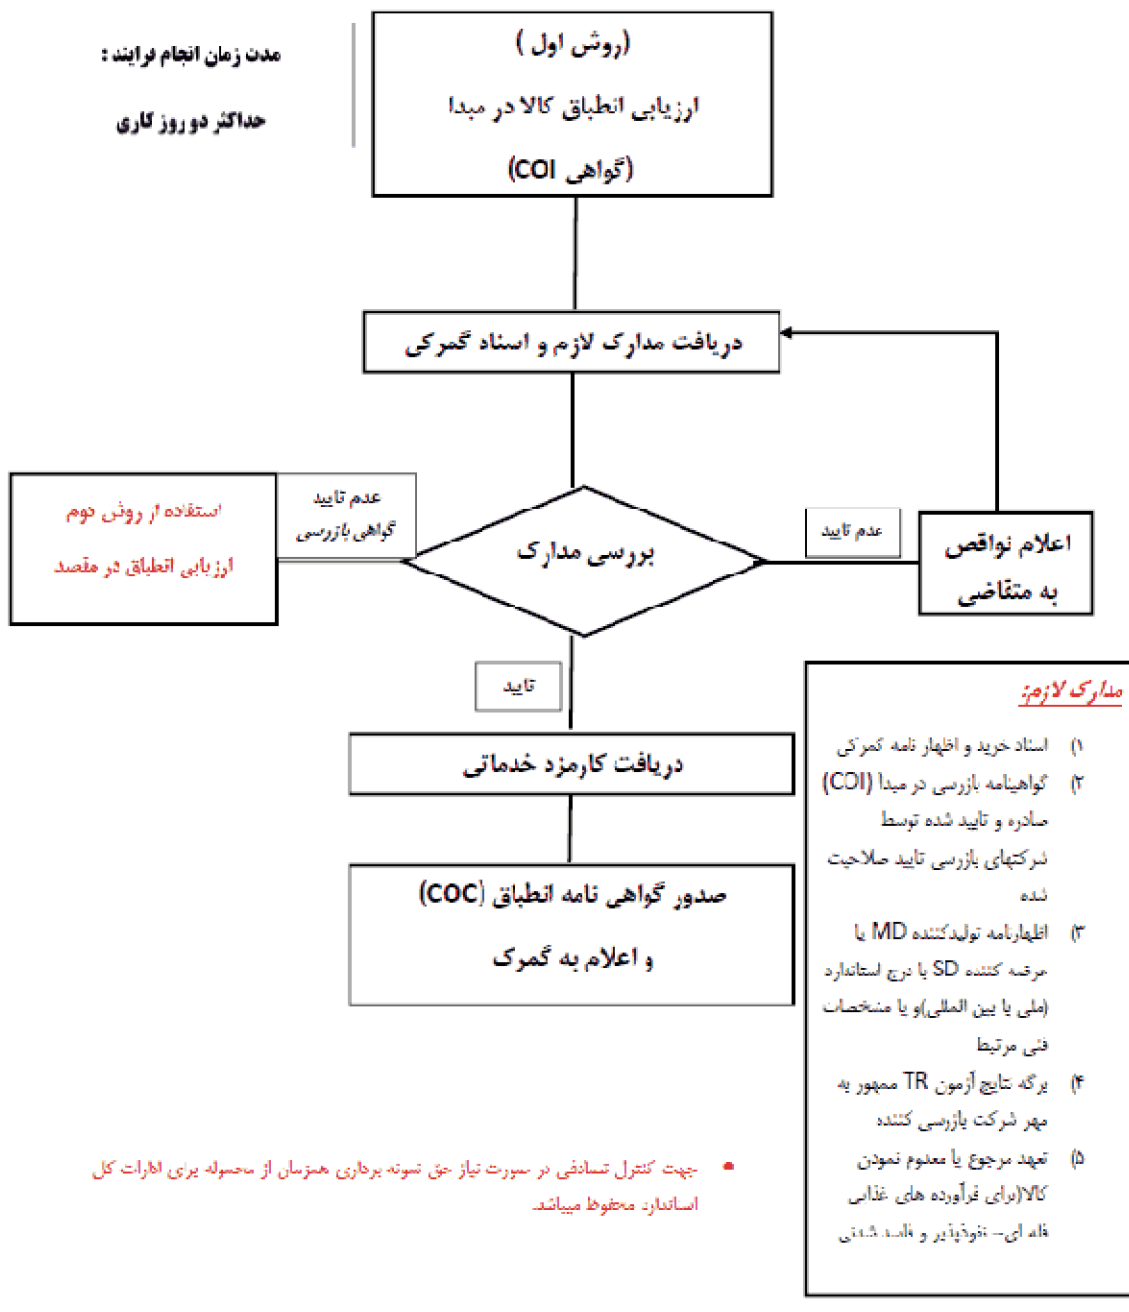 (روش اول )
ارزیابی انطباق کالا در مبدا
(گواهی COI)
مدت زمان انجام فرایند :
حداکثر دو روز کاری
دریافت مدارک لازم و اسناد گمرکی
بررسی مدارک
عدم تایید
اعلام نواقص
به متقاضی
عدم تایید
گواهی بازرسی
استفاده از روش دوم
ارزیابی انطباق در مقصد
تایید
دریافت کارمزد خدماتی
صدور گواهی نامه انطباق (COC)
و اعلام به گمرک
مدارک لازم:
۱) اسناد خرید و اظهار نامه گمرکی
۲) گواهینامه بازرسی در مبدأ (COI)
صادره و تایید شده توسط
شرکتهای بازرسی تایید صلاحیت
شده
۳) اظهارنامه تولیدکننده MD یا
عرضه کننده SD با درج استاندارد
(ملی یا بین المللی)و یا مشخصات
فنی مرتبط
۴) برگه نتایج آزمون TR ممهور به
مهر شرکت بازرسی کننده
۵) تعهد مرجوع یا معدوم نمودن
کالا(برای فرآورده های غذایی
فله ای– نفوذپذیر و فاسد شدنی
• جهت کنترل تصادفی در صورت نیاز حق نمونه برداری همزمان از محموله برای ادارات کل
استاندارد محفوظ میباشد.